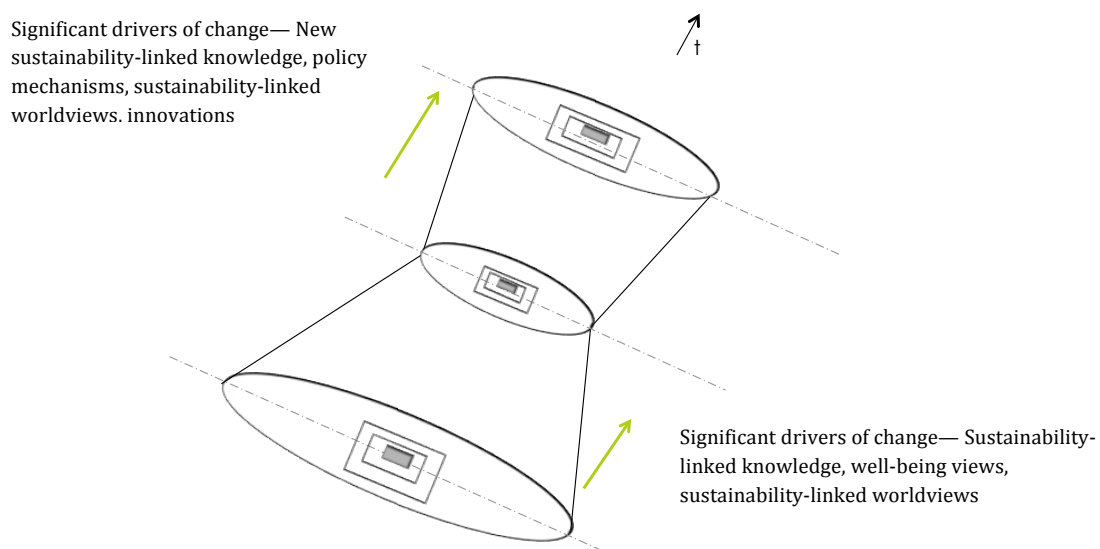 Significant drivers of change— New
sustainability-linked knowledge, policy
mechanisms, sustainability-linked
worldviews. innovations
t
Significant drivers of change— Sustainability-
linked knowledge, well-being views,
sustainability-linked worldviews